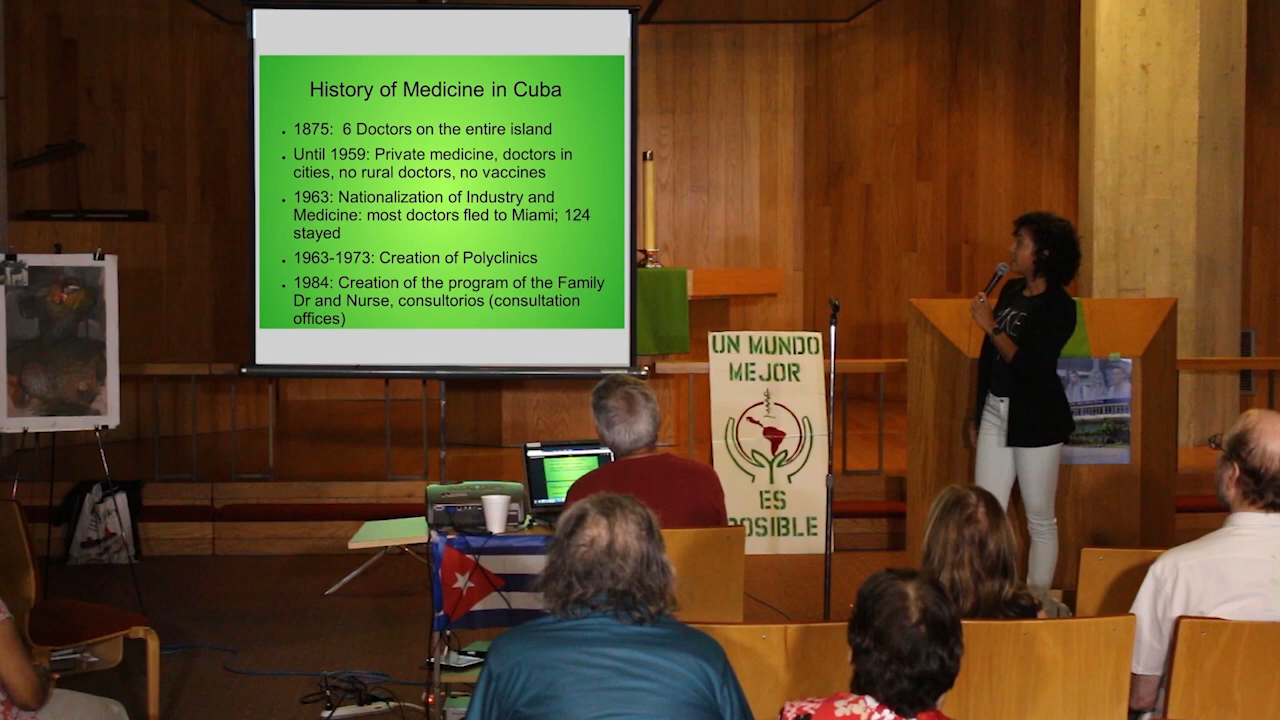 History of Medicine in Cuba
• 1875:  6 Doctors on the entire island
• Until 1959: Private medicine, doctors in
cities, no rural doctors, no vaccines
• 1963: Nationalization of Industry and
Medicine: most doctors fled to Miami; 124
stayed
• 1963-1973: Creation of Polyclinics
• 1984: Creation of the program of the Family
Dr and Nurse, consultorios (consultation
offices)
UN MUNDO
MEJOR
ES
POSIBLE